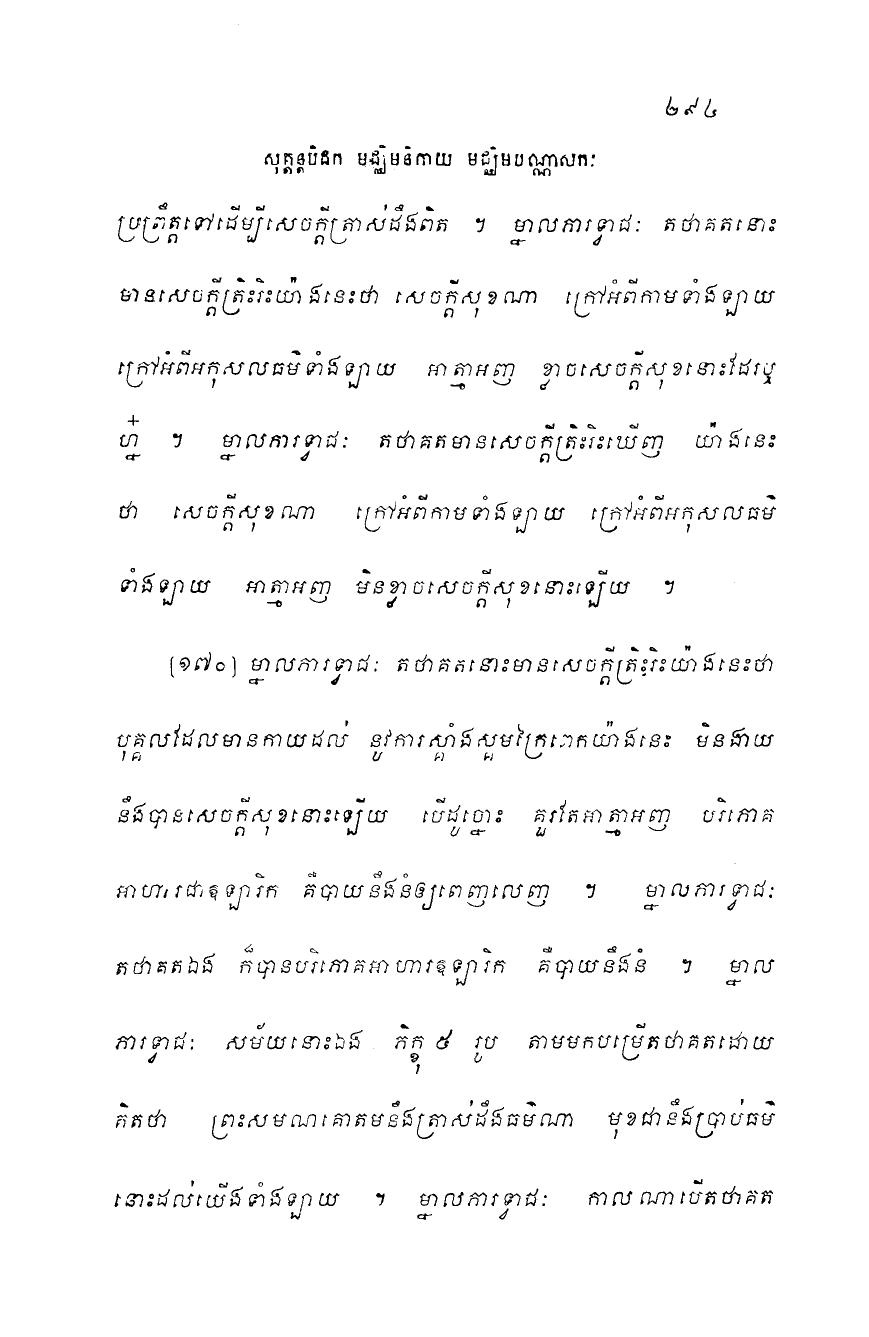 ២៩៤
សុត្តន្តបិដក មជ្ឈិមនិកាយ មជ្ឈិមបណ្ណាសកៈ
ប្រព្រឹត្តទៅដើម្បីសេចក្តីត្រាស់ដឹងពិត ។ ម្នាលភារទ្វាជៈ តថាគតនោះ
មានសេចក្តីត្រិះរិះយ៉ាងនេះថា សេចក្តីសុខណា ក្រៅអំពីកាមទាំងឡាយ
ក្រៅអំពីអកុសលធម៌ទាំងឡាយ អាត្មាអញ ខ្លាចសេចក្តីសុខនោះដែរឬ
ហ្ន៎ ។ ម្នាលភារទ្វាជៈ តថាគតមានសេចក្តីត្រិះរិះឃើញ យ៉ាងនេះ
ថា សេចក្តីសុខណា ក្រៅអំពីកាមទាំងឡាយ ក្រៅអំពីអកុសលធម៌
ទាំងឡាយ អាត្មាអញ មិនខ្លាចសេចក្តីសុខនោះឡើយ ។
[១៧០] ម្នាលភារទ្វាជៈ តថាគតនោះមានសេចក្តីត្រិះរិះយ៉ាងនេះថា
បុគ្គលដែលមានកាយដល់ នូវការស្គាំងស្គមក្រៃពេកយ៉ាងនេះ មិនងាយ
នឹងបានសេចក្តីសុខនោះឡើយ បើដូច្នោះ គួរតែអាត្មាអញ បរិភោគ
អាហារជាឱឡារិក គឺបាយនឹងនំឲ្យពេញលេញ ។ ម្នាលភារទ្វាជៈ
តថាគតឯង ក៏បានបរិភោគអាហារឱឡារិក គឺបាយនឹងនំ ។ ម្នាល
ភារទ្វាជៈ សម័យនោះឯង ភិក្ខុ ៥ រូប តាមមកបម្រើតថាគតដោយ
គិតថា ព្រះសមណគោតមនឹងត្រាស់ដឹងធម៌ណា មុខជានឹងប្រាប់ធម៌
នោះដល់យើងទាំងឡាយ ។ ម្នាលភារទ្វាជៈ កាលណាបើតថាគត